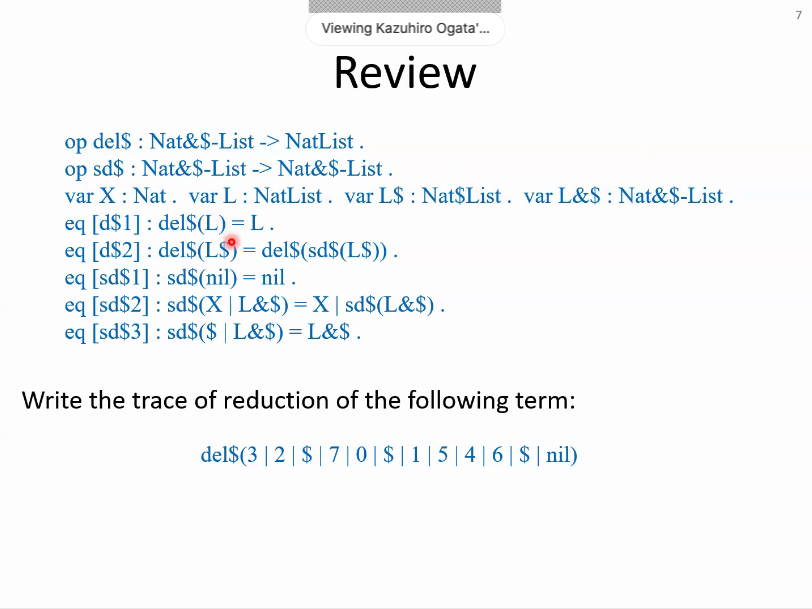 7
Viewing Kazuhiro Ogata'...
Review
op del$ : Nat&$-List -> NatList .
op sd$ : Nat&$-List -> Nat&$-List .
var X : Nat . var L : NatList . var L$ : Nat$List . var L&$ : Nat&$-List .
eq [d$1] : del$(L) = L .
eq [d$2] : del$(L$) = del$(sd$(L$)) .
eq [sd$1] : sd$(nil) = nil .
eq [sd$2] : sd$(X | L&$) = X | sd$(L&$) .
eq [sd$3] : sd$($ | L&$) = L&$ .
Write the trace of reduction of the following term:
del$(3 | 2 | $ | 7 | 0 | $ | 1 | 5 | 4 | 6 | $ | nil)